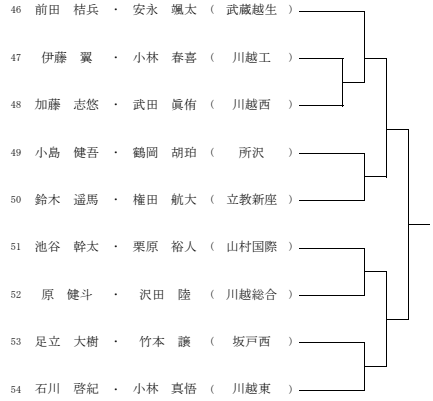 46 前田 桔兵 ・ 安永 颯太 ( 武蔵越生 )
47 伊藤 翼 ・ 小林 春喜 ( 川越工 )
48 加藤 志悠 ・ 武田 眞侑 ( 川越西 )
49 小島 健吾 ・ 鶴岡 胡珀 ( 所沢 )
50 鈴木 遥馬 ・ 権田 航大 ( 立教新座 )
51 池谷 幹太 ・ 栗原 裕人 ( 山村国際 )
52 原 健斗 ・ 沢田 陸 ( 川越総合 )
53 足立 大樹 ・ 竹本 譲 ( 坂戸西 )
54 石川 啓紀 ・ 小林 真悟 ( 川越東 )